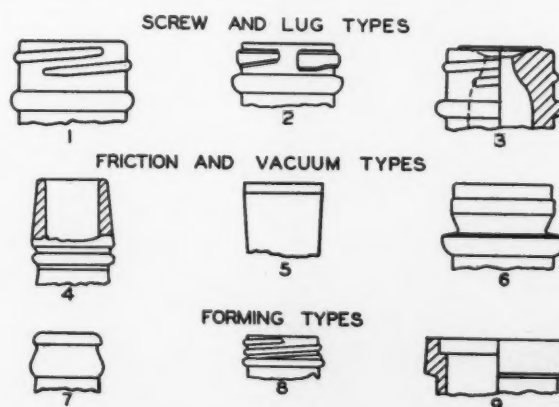 SCREW AND LUG TYPES
1 2 3
FRICTION AND VACUUM TYPES
4 5 6
FORMING TYPES
7 8 9